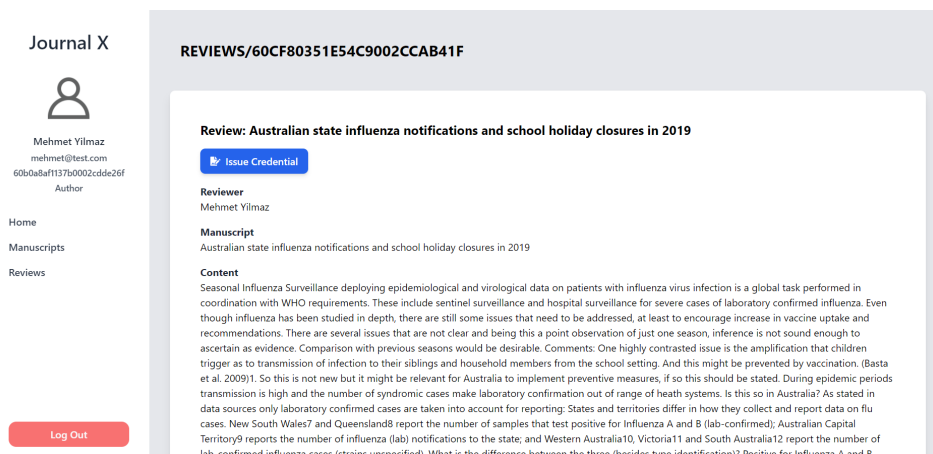 Journal X
Mehmet Yilmaz
mehmet@test.com
60b0a8af1137b0002cdde26f
Author
Home
Manuscripts
Reviews
Log Out
REVIEWS/60CF80351E54C9002CCAB41F
Review: Australian state influenza notifications and school holiday closures in 2019
Issue Credential
Reviewer
Mehmet Yilmaz
Manuscript
Australian state influenza notifications and school holiday closures in 2019
Content
Seasonal Influenza Surveillance deploying epidemiological and virological data on patients with influenza virus infection is a global task performed in
coordination with WHO requirements. These include sentinel surveillance and hospital surveillance for severe cases of laboratory confirmed influenza. Even
though influenza has been studied in depth, there are still some issues that need to be addressed, at least to encourage increase in vaccine uptake and
recommendations. There are several issues that are not clear and being this a point observation of just one season, inference is not sound enough to
ascertain as evidence. Comparison with previous seasons would be desirable. Comments: One highly contrasted issue is the amplification that children
trigger as to transmission of infection to their siblings and household members from the school setting. And this might be prevented by vaccination. (Basta
et al. 2009)1. So this is not new but it might be relevant for Australia to implement preventive measures, if so this should be stated. During epidemic periods
transmission is high and the number of syndromic cases make laboratory confirmation out of range of heath systems. Is this so in Australia? As stated in
data sources only laboratory confirmed cases are taken into account for reporting: States and territories differ in how they collect and report data on flu
cases. New South Wales7 and Queensland8 report the number of samples that test positive for Influenza A and B (lab-confirmed); Australian Capital
Territory9 reports the number of influenza (lab) notifications to the state; and Western Australia10, Victoria11 and South Australia12 report the number of
lab-confirmed influenza cases (strains unspecified). What is the difference between the three (besides type identification)? Positive for Influenza A and B